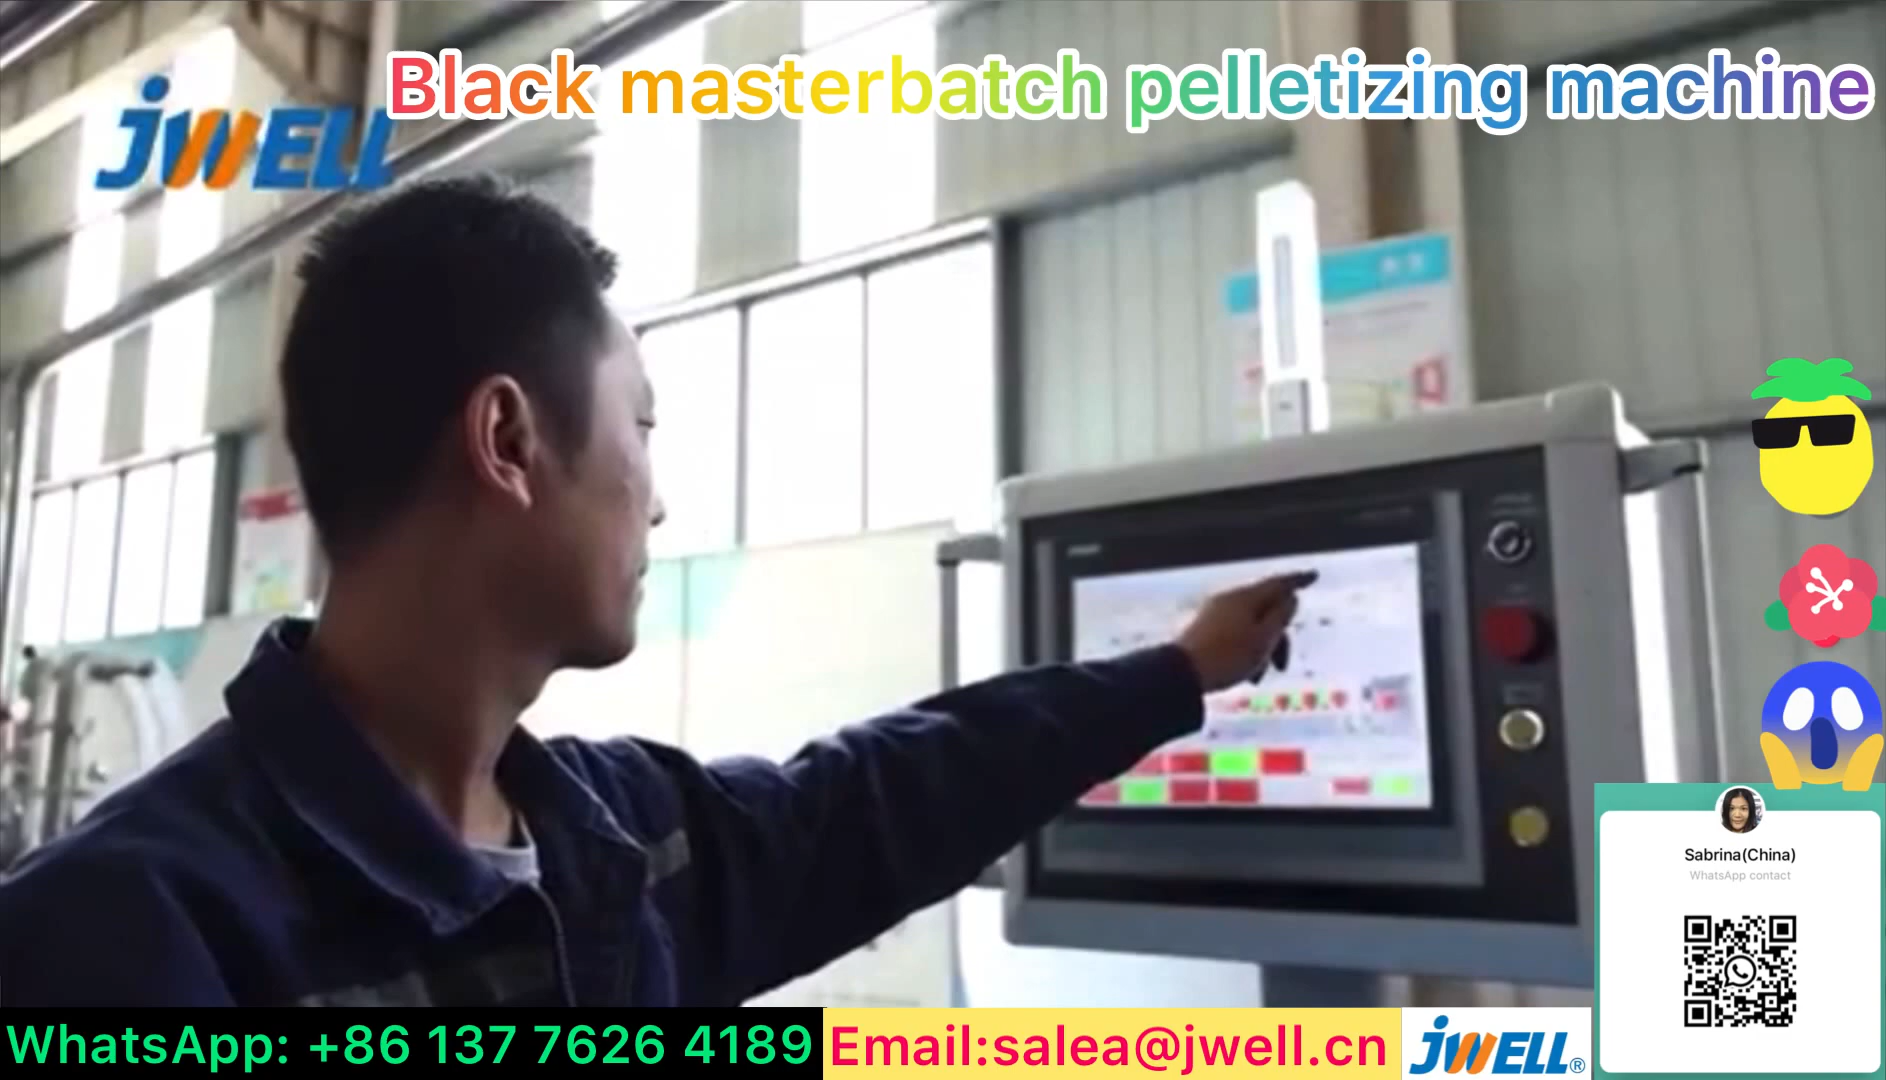 Black masterbatch pelletizing machine
JWELL
Sabrina(China)
WhatsApp contact
WhatsApp: +86 137 7626 4189
Email:salea@jwell.cn
JWELL®